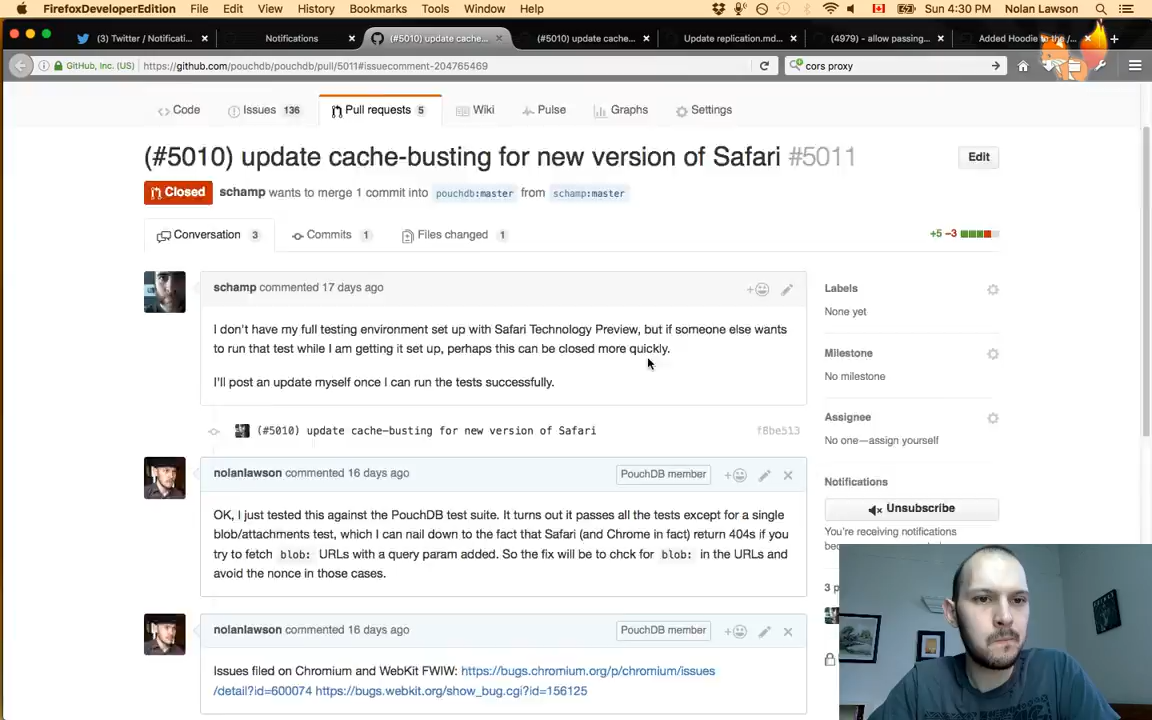 FirefoxDeveloperEdition File Edit View History Bookmarks Tools Window Help Sun 4:30 PM Nolan Lawson
(3) Twitter / Notificati... Notifications (#5010) update cache... (#5010) update cache... Update replication.md... (4979) - allow passing... Added Hoodie to the /...
GitHub, Inc. (US) https://github.com/pouchdb/pouchdb/pull/5011#issuecomment-204765469 cors proxy
Code Issues 136 Pull requests 5 Wiki Pulse Graphs Settings
(#5010) update cache-busting for new version of Safari #5011 Edit
Closed schamp wants to merge 1 commit into pouchdb:master from schamp:master
Conversation 3 Commits 1 Files changed 1 +5 −3
schamp commented 17 days ago
I don't have my full testing environment set up with Safari Technology Preview, but if someone else wants
to run that test while I am getting it set up, perhaps this can be closed more quickly.
I'll post an update myself once I can run the tests successfully.
(#5010) update cache-busting for new version of Safari f8be513
nolanlawson commented 16 days ago PouchDB member
OK, I just tested this against the PouchDB test suite. It turns out it passes all the tests except for a single
blob/attachments test, which I can nail down to the fact that Safari (and Chrome in fact) return 404s if you
try to fetch blob: URLs with a query param added. So the fix will be to chck for blob: in the URLs and
avoid the nonce in those cases.
nolanlawson commented 16 days ago PouchDB member
Issues filed on Chromium and WebKit FWIW: https://bugs.chromium.org/p/chromium/issues
/detail?id=600074 https://bugs.webkit.org/show_bug.cgi?id=156125
Labels
None yet
Milestone
No milestone
Assignee
No one—assign yourself
Notifications
Unsubscribe
You're receiving notifications
3 p